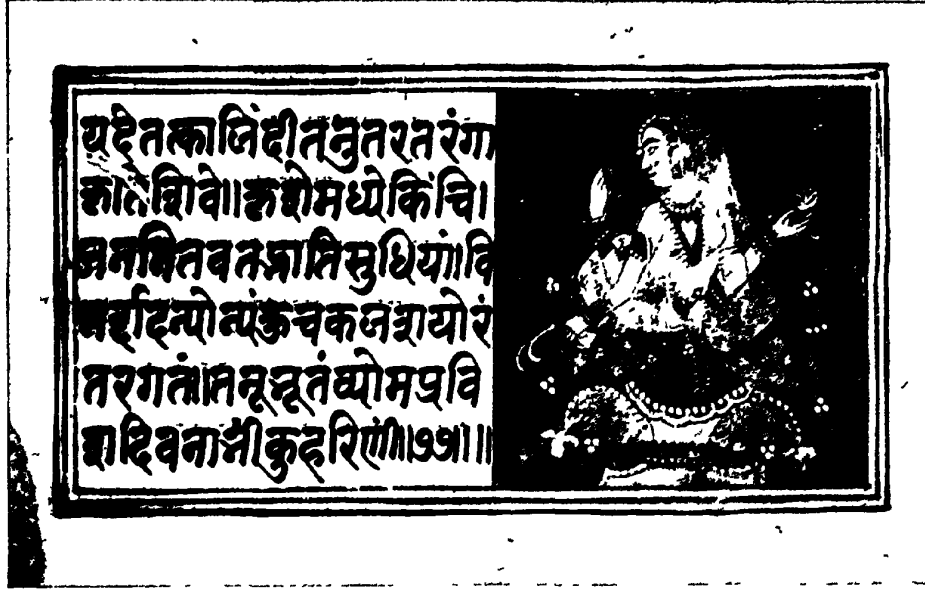 यदेतत्कालिंदीतनुतरतरंगा
कृतिशिवे॥कृशेमध्येकिंचि।
ज्जननितवतद्भातिसुधियां॥वि
मर्द्दादन्योन्यंकुचकलशयोरं
तरगतं॥तनूभूतंव्योमप्रवि
शदिवनाभीकुहरिणीं॥७७॥॥